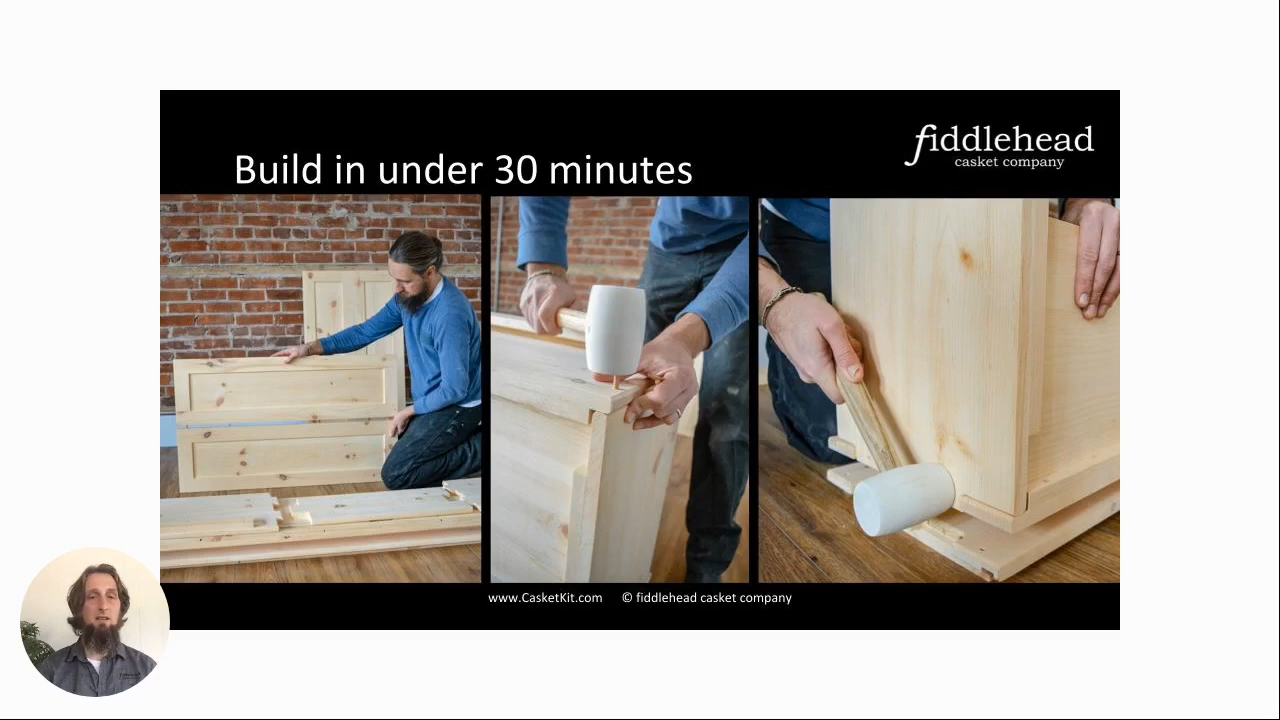 fiddlehead
casket company
Build in under 30 minutes
www.CasketKit.com © fiddlehead casket company